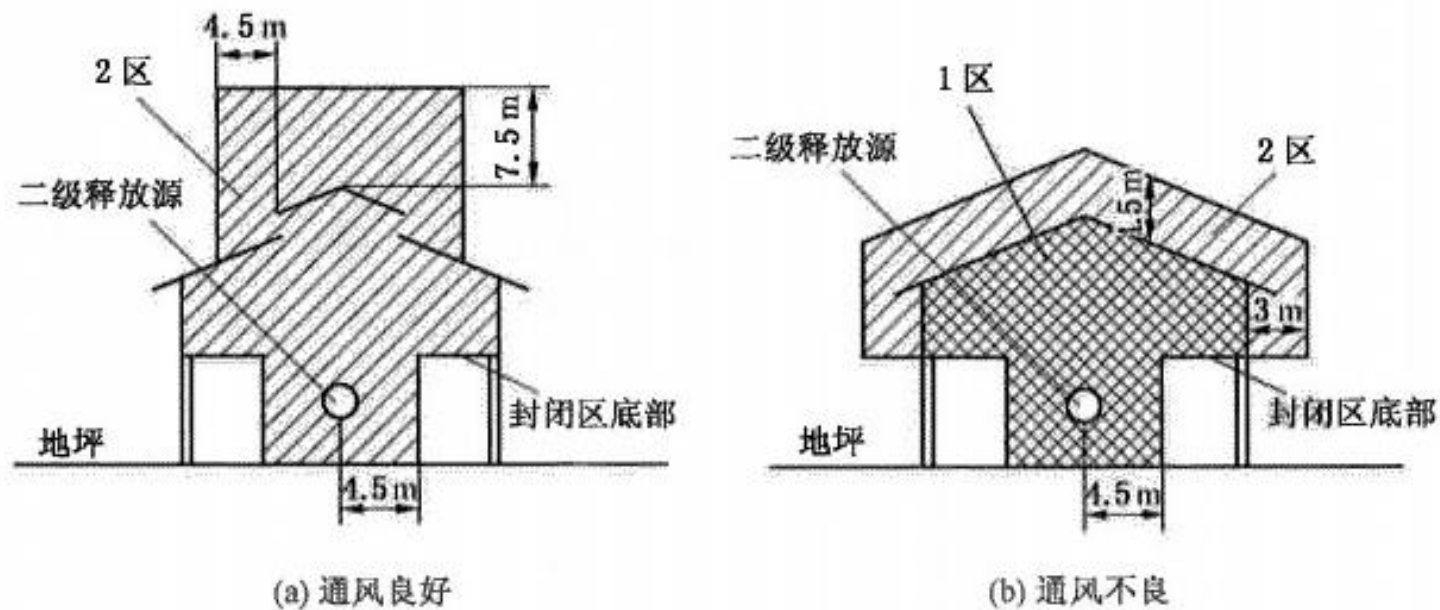 4.5 m
2 区
7.5 m
二级释放源
封闭区底部
地坪
4.5 m
(a) 通风良好
1 区
二级释放源
2 区
1.5 m
3 m
封闭区底部
地坪
4.5 m
(b) 通风不良